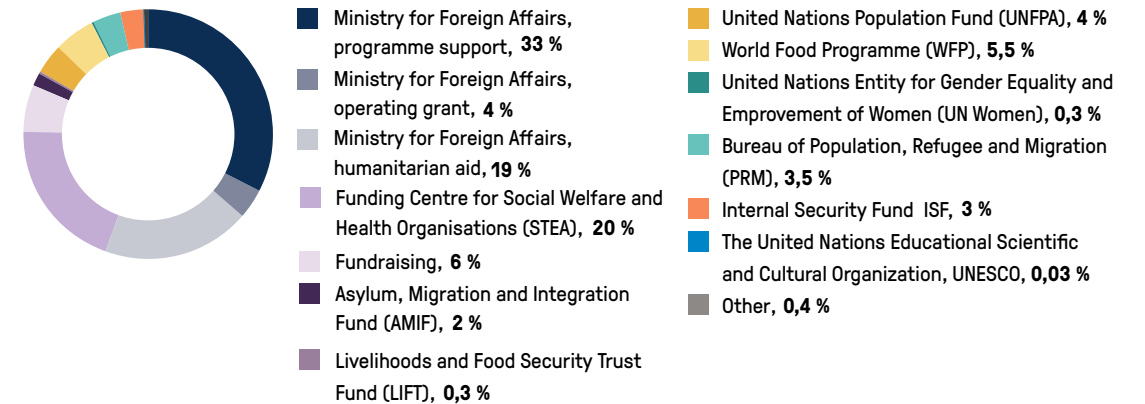 Ministry for Foreign Affairs,
programme support, 33 %
Ministry for Foreign Affairs,
operating grant, 4 %
Ministry for Foreign Affairs,
humanitarian aid, 19 %
Funding Centre for Social Welfare and
Health Organisations (STEA), 20 %
Fundraising, 6 %
Asylum, Migration and Integration
Fund (AMIF), 2 %
Livelihoods and Food Security Trust
Fund (LIFT), 0,3 %
United Nations Population Fund (UNFPA), 4 %
World Food Programme (WFP), 5,5 %
United Nations Entity for Gender Equality and
Emprovement of Women (UN Women), 0,3 %
Bureau of Population, Refugee and Migration
(PRM), 3,5 %
Internal Security Fund ISF, 3 %
The United Nations Educational Scientific
and Cultural Organization, UNESCO, 0,03 %
Other, 0,4 %